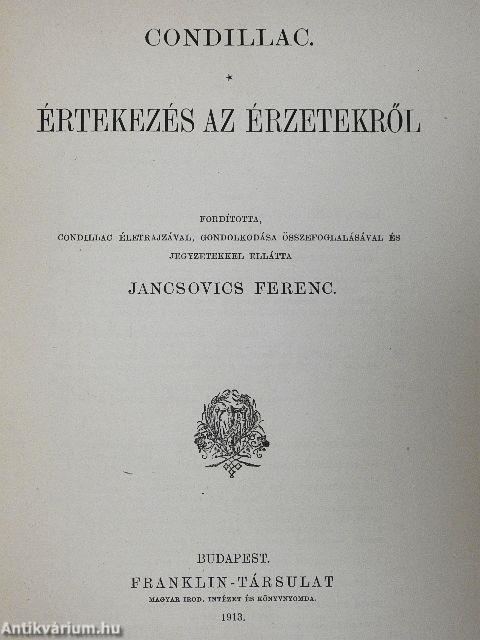 CONDILLAC.
*
ÉRTEKEZÉS AZ ÉRZETEKRŐL
FORDÍTOTTA,
CONDILLAC ÉLETRAJZÁVAL, GONDOLKODÁSA ÖSSZEFOGLALÁSÁVAL ÉS
JEGYZETEKKEL ELLÁTTA
JANCSOVICS FERENC.
BUDAPEST.
FRANKLIN-TÁRSULAT
MAGYAR IROD. INTÉZET ÉS KÖNYVNYOMDA.
1913.
Antikvárium.hu